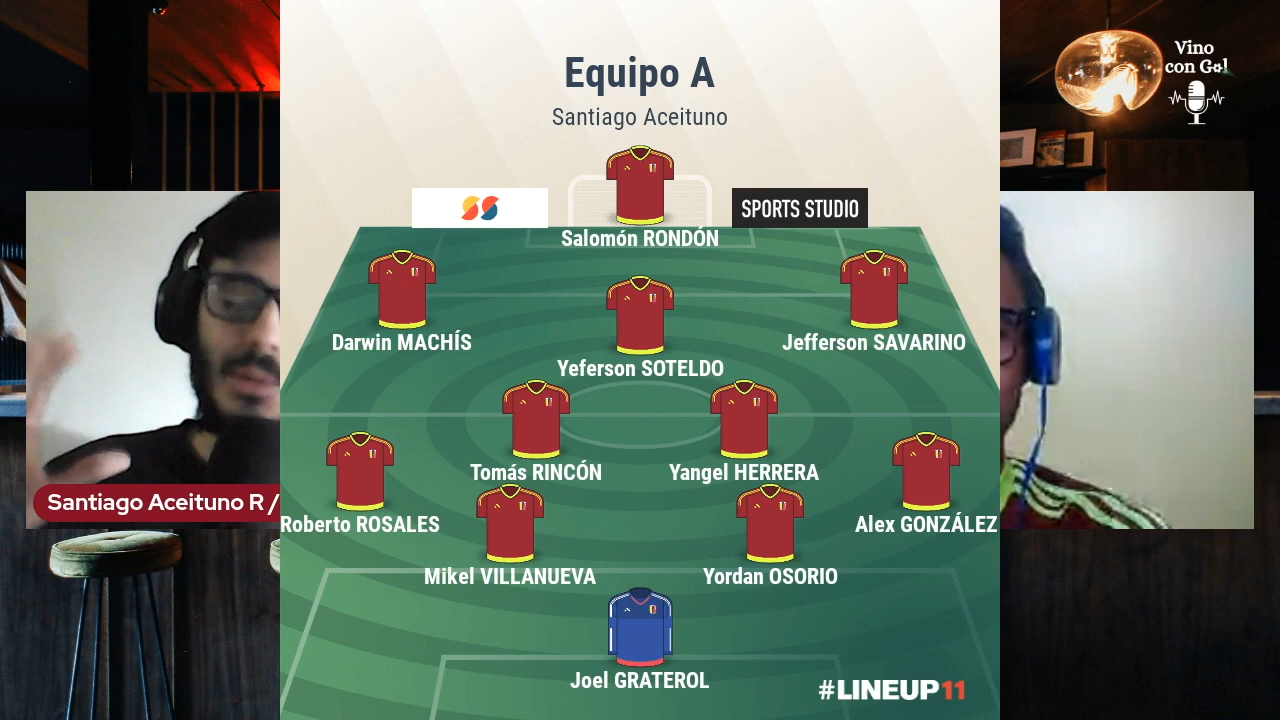 Equipo A
Santiago Aceituno
Vino
con Gol
SPORTS STUDIO
Salomón RONDÓN
Darwin MACHÍS
Jefferson SAVARINO
Yeferson SOTELDO
Tomás RINCÓN
Yangel HERRERA
Santiago Aceituno R /
Roberto ROSALES
Alex GONZÁLEZ
Mikel VILLANUEVA
Yordan OSORIO
Joel GRATEROL
#LINEUP11